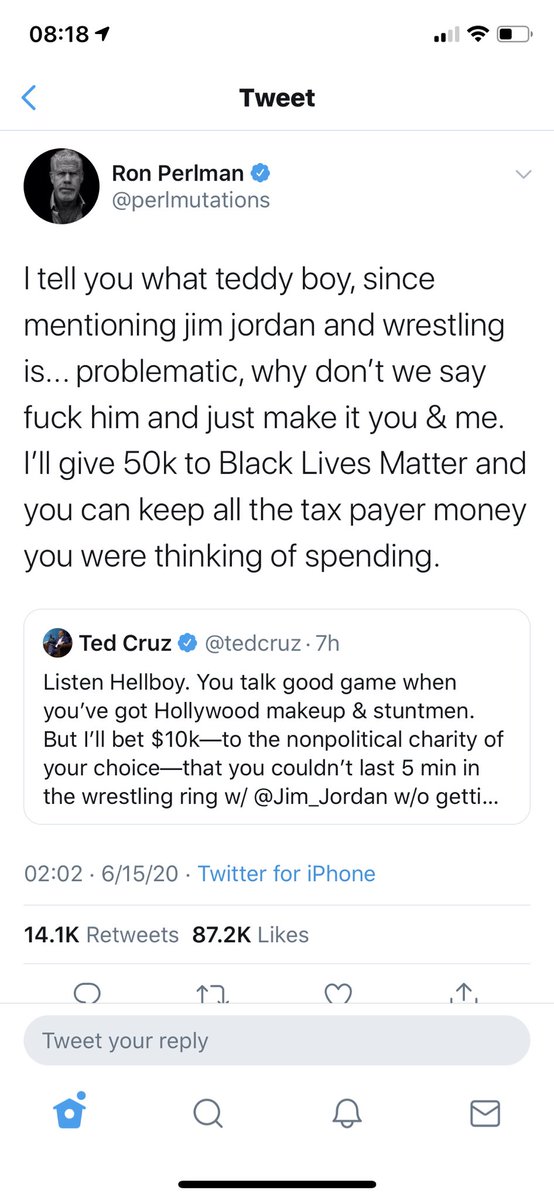 08:18
Tweet
Ron Perlman
@perlmutations
I tell you what teddy boy, since
mentioning jim jordan and wrestling
is... problematic, why don’t we say
fuck him and just make it you & me.
I’ll give 50k to Black Lives Matter and
you can keep all the tax payer money
you were thinking of spending.
Ted Cruz @tedcruz · 7h
Listen Hellboy. You talk good game when
you’ve got Hollywood makeup & stuntmen.
But I’ll bet $10k—to the nonpolitical charity of
your choice—that you couldn’t last 5 min in
the wrestling ring w/ @Jim_Jordan w/o getti...
02:02 · 6/15/20 · Twitter for iPhone
14.1K Retweets 87.2K Likes
Tweet your reply